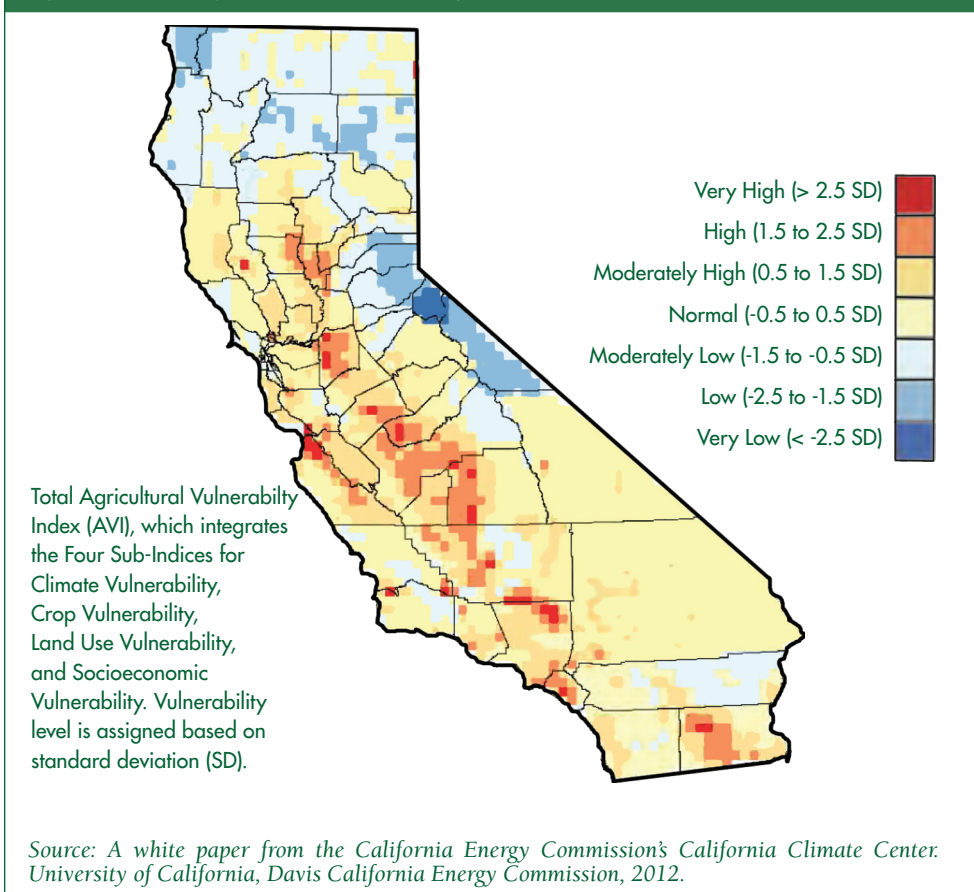 Very High (> 2.5 SD)
High (1.5 to 2.5 SD)
Moderately High (0.5 to 1.5 SD)
Normal (-0.5 to 0.5 SD)
Moderately Low (-1.5 to -0.5 SD)
Low (-2.5 to -1.5 SD)
Very Low (< -2.5 SD)
Total Agricultural Vulnerabilty
Index (AVI), which integrates
the Four Sub-Indices for
Climate Vulnerability,
Crop Vulnerability,
Land Use Vulnerability,
and Socioeconomic
Vulnerability. Vulnerability
level is assigned based on
standard deviation (SD).
Source: A white paper from the California Energy Commission's California Climate Center.
University of California, Davis California Energy Commission, 2012.